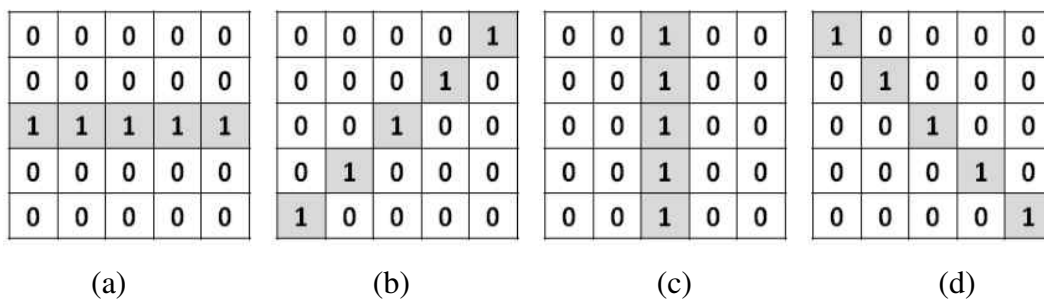 0 0 0 0 0 0 0 0 0 1 0 0 1 0 0 1 0 0 0 0
0 0 0 0 0 0 0 0 1 0 0 0 1 0 0 0 1 0 0 0
1 1 1 1 1 0 0 1 0 0 0 0 1 0 0 0 0 1 0 0
0 0 0 0 0 0 1 0 0 0 0 0 1 0 0 0 0 0 1 0
0 0 0 0 0 1 0 0 0 0 0 0 1 0 0 0 0 0 0 1
(a) (b) (c) (d)